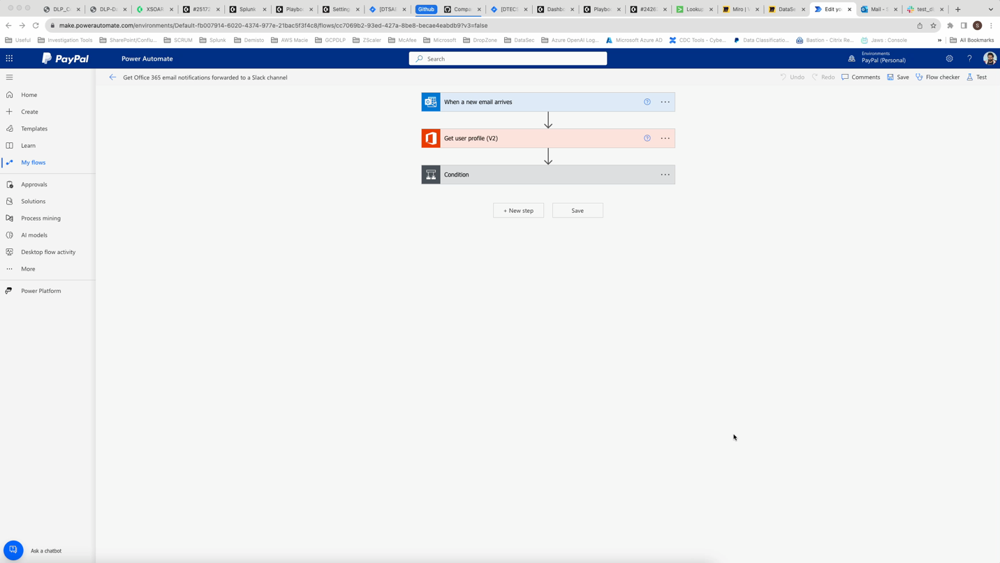 DLP_C DLP-D XSOAR #25172 Splunk Playbo Setting [DTSAE Github Compa [DTECS Dashbo Playbo #2426 Lookup Miro | DataSe Edit yo Mail - S test_dl
make.powerautomate.com/environments/Default-fb007914-6020-4374-977e-21bac5f3f4c8/flows/cc7069b2-93ed-427a-8be8-becae4eabdb9?v3=false S
Useful Investigation Tools SharePoint/Conflu... SCRUM Splunk Demisto AWS Macie GCPDLP ZScaler McAfee Microsoft DropZone DataSec Azure OpenAI Log... Microsoft Azure AD CDC Tools - Cybe... Data Classificatio... Bastion - Citrix Re... Jaws : Console » All Bookmarks
PayPal Power Automate Search Environments
PayPal (Personal)
Get Office 365 email notifications forwarded to a Slack channel Undo Redo Comments Save Flow checker Test
Home
Create
Templates
Learn
My flows
Approvals
Solutions
Process mining
AI models
Desktop flow activity
More
Power Platform
When a new email arrives
Get user profile (V2)
Condition
+ New step Save
Ask a chatbot